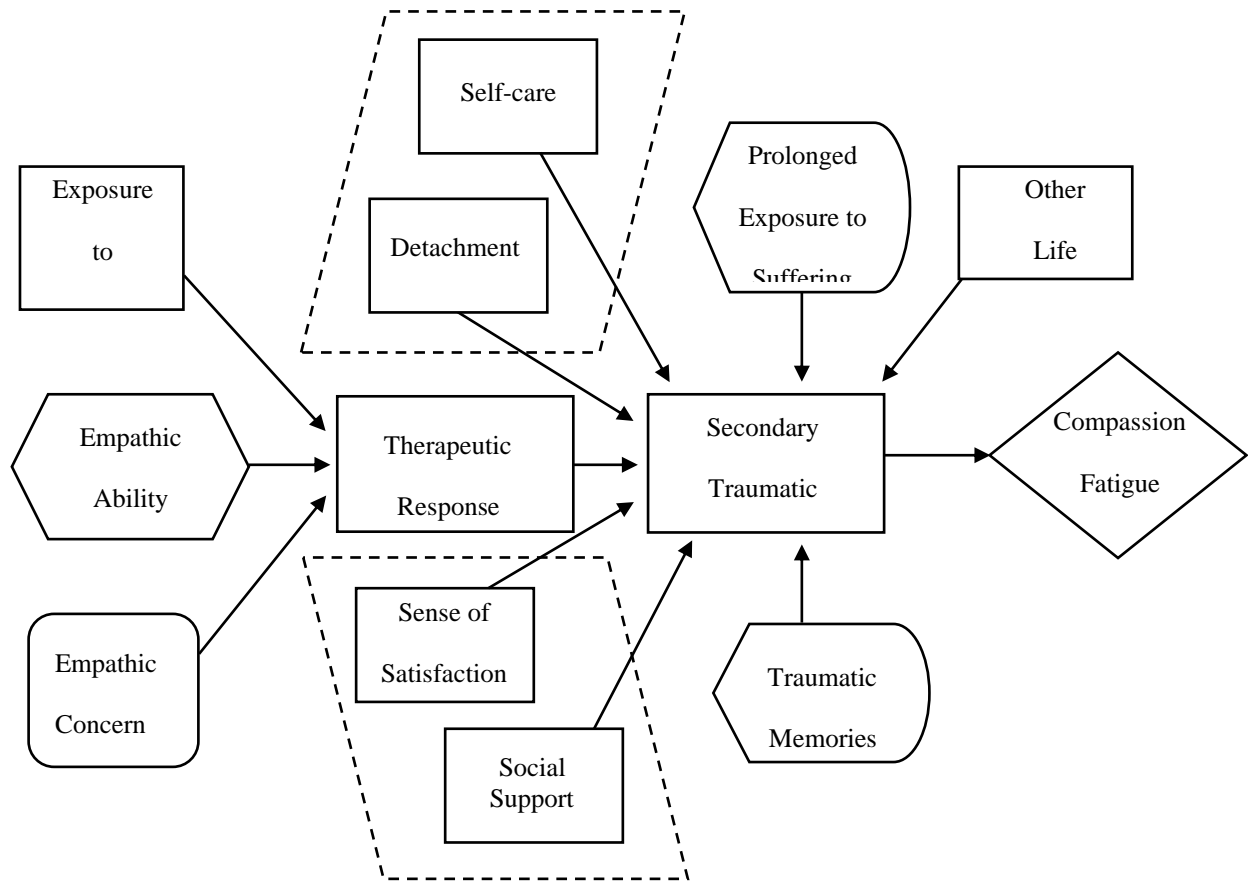 Self-care
Prolonged
Exposure to
Suffering
Other
Life
Exposure
to
Detachment
Empathic
Ability
Therapeutic
Response
Secondary
Traumatic
Compassion
Fatigue
Sense of
Satisfaction
Empathic
Concern
Traumatic
Memories
Social
Support